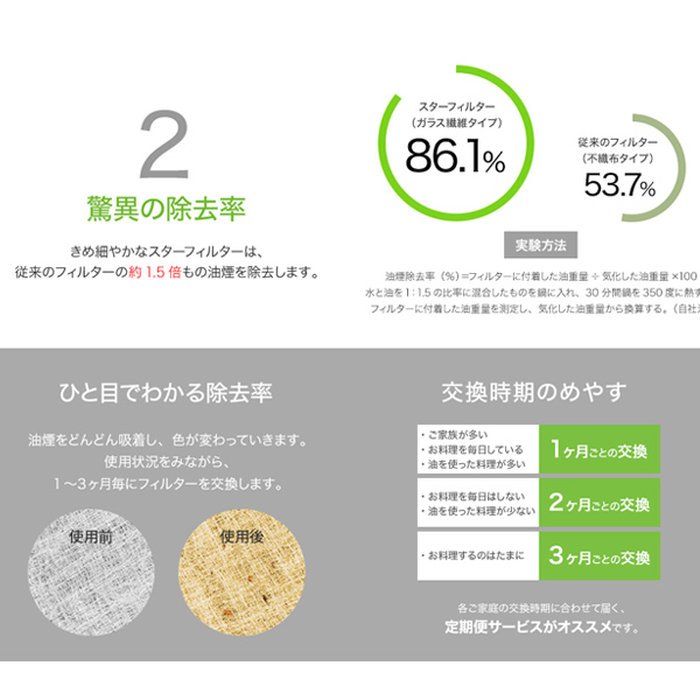 2
驚異の除去率
きめ細やかなスターフィルターは、
従来のフィルターの約1.5倍もの油煙を除去します。
スターフィルター
（ガラス繊維タイプ）
86.1%
従来のフィルター
（不織布タイプ）
53.7%
実験方法
油煙除去率（%）=フィルターに付着した油重量 ÷ 気化した油重量 ×100
水と油を1：1.5の比率に混合したものを鍋に入れ、30分間鍋を350度に熱す
フィルターに付着した油重量を測定し、気化した油重量から換算する。（自社
ひと目でわかる除去率
油煙をどんどん吸着し、色が変わっていきます。
使用状況をみながら、
1〜3ヶ月毎にフィルターを交換します。
使用前
使用後
交換時期のめやす
・ご家族が多い
・お料理を毎日している
・油を使った料理が多い
1ヶ月ごとの交換
・お料理を毎日はしない
・油を使った料理が少ない
2ヶ月ごとの交換
・お料理するのはたまに
3ヶ月ごとの交換
各ご家庭の交換時期に合わせて届く、
定期便サービスがオススメです。